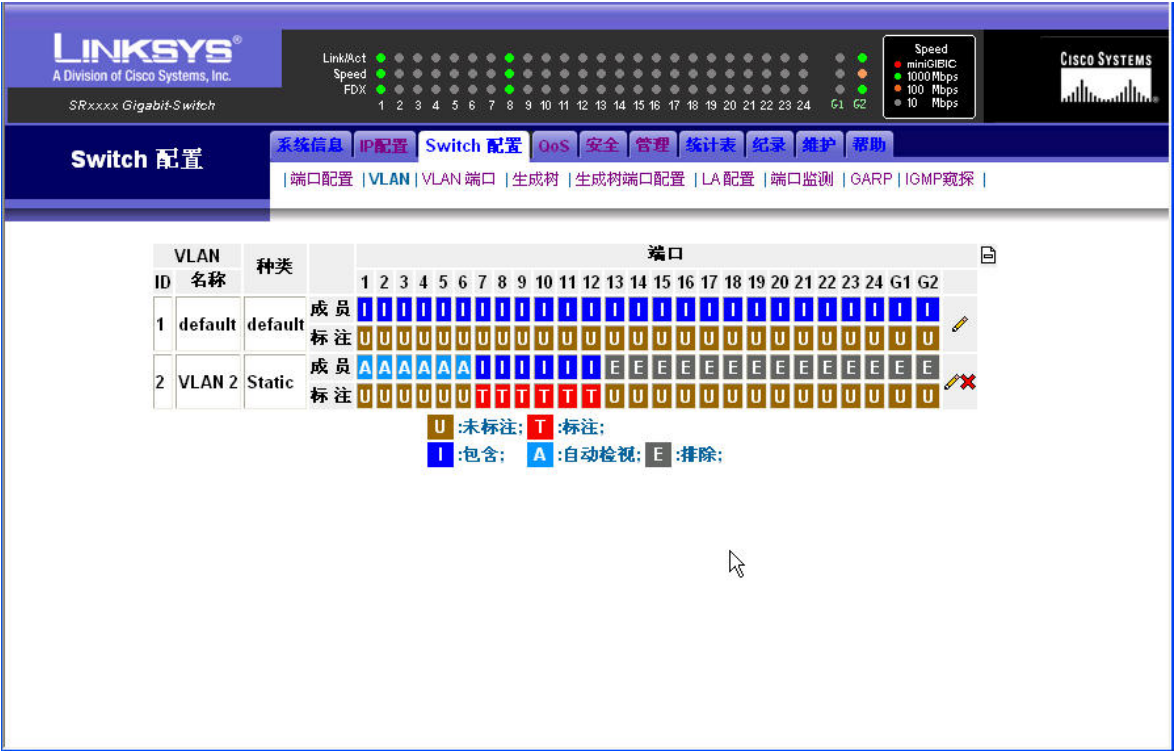 LINKSYS®
A Division of Cisco Systems, Inc.
SRxxxx Gigabit-Switch
Link/Act
Speed
FDX
1 2 3 4 5 6 7 8 9 10 11 12 13 14 15 16 17 18 19 20 21 22 23 24 G1 G2
Speed
miniGIBIC
1000Mbps
100 Mbps
10 Mbps
CISCO SYSTEMS
Switch 配置
系统信息 IP配置 Switch 配置 QoS 安全 管理 统计表 纪录 维护 帮助
|端口配置 |VLAN |VLAN 端口 |生成树 |生成树端口配置 |LA 配置 |端口监测 |GARP |IGMP窥探 |
VLAN 种类 端口
ID 名称 1 2 3 4 5 6 7 8 9 10 11 12 13 14 15 16 17 18 19 20 21 22 23 24 G1 G2
1 default default
成 员 I I I I I I I I I I I I I I I I I I I I I I I I I I
标 注 U U U U U U U U U U U U U U U U U U U U U U U U U U
2 VLAN 2 Static
成 员 A A A A A A I I I I I I E E E E E E E E E E E E E E
标 注 U U U U U U T T T T T T U U U U U U U U U U U U U U
U :未标注; T :标注;
I :包含; A :自动检视; E :排除;